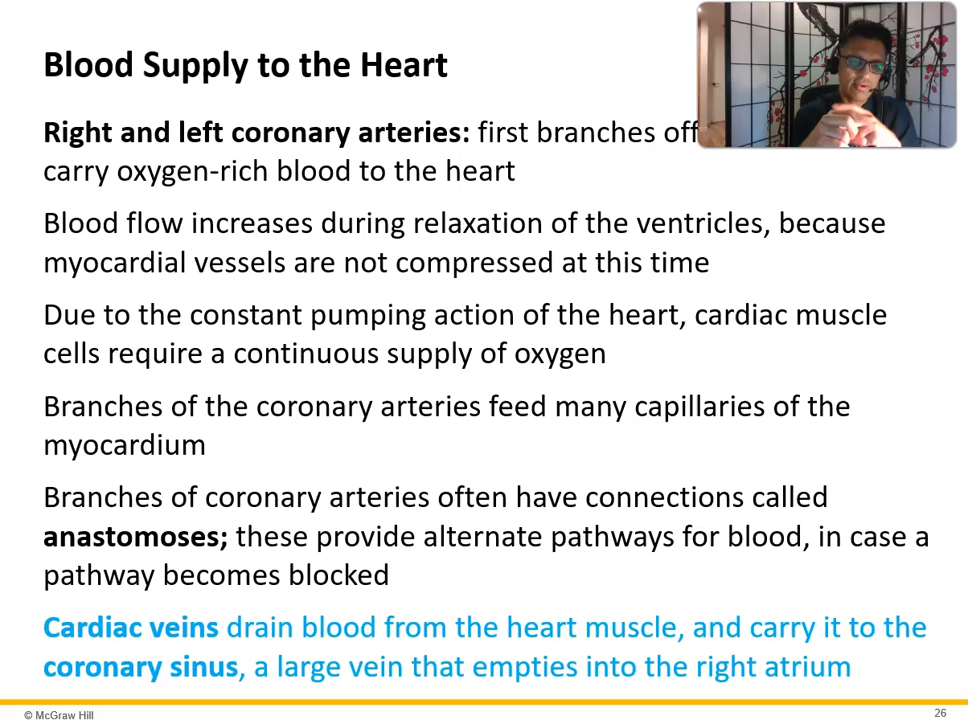 Blood Supply to the Heart
Right and left coronary arteries: first branches off
carry oxygen-rich blood to the heart
Blood flow increases during relaxation of the ventricles, because
myocardial vessels are not compressed at this time
Due to the constant pumping action of the heart, cardiac muscle
cells require a continuous supply of oxygen
Branches of the coronary arteries feed many capillaries of the
myocardium
Branches of coronary arteries often have connections called
anastomoses; these provide alternate pathways for blood, in case a
pathway becomes blocked
Cardiac veins drain blood from the heart muscle, and carry it to the
coronary sinus, a large vein that empties into the right atrium
© McGraw Hill
26